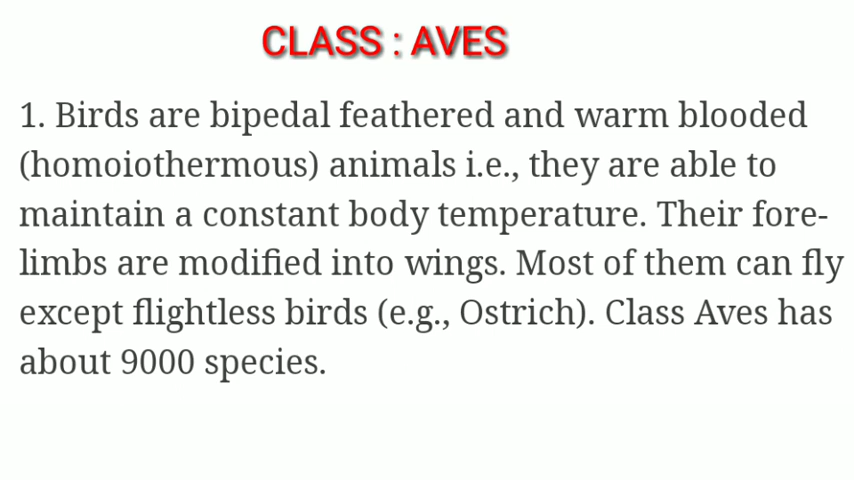 CLASS : AVES
1. Birds are bipedal feathered and warm blooded
(homoiothermous) animals i.e., they are able to
maintain a constant body temperature. Their fore-
limbs are modified into wings. Most of them can fly
except flightless birds (e.g., Ostrich). Class Aves has
about 9000 species.